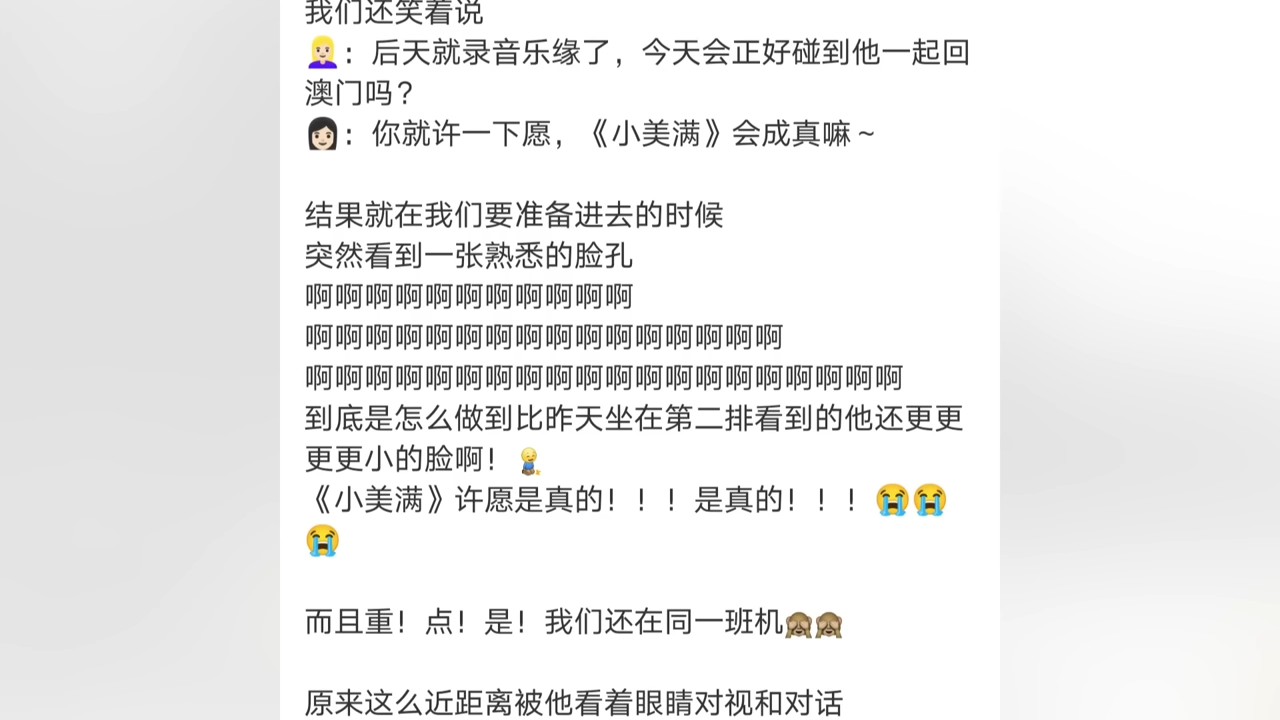 我们还笑着说
👱🏻‍♀️：后天就录音乐缘了，今天会正好碰到他一起回
澳门吗？
👩🏻：你就许一下愿，《小美满》会成真嘛～
结果就在我们要准备进去的时候
突然看到一张熟悉的脸孔
啊啊啊啊啊啊啊啊啊啊啊
啊啊啊啊啊啊啊啊啊啊啊啊啊啊啊啊
啊啊啊啊啊啊啊啊啊啊啊啊啊啊啊啊啊啊啊啊
到底是怎么做到比昨天坐在第二排看到的他还更更
更更小的脸啊！
《小美满》许愿是真的！！！是真的！！！😭😭
😭
而且重！点！是！我们还在同一班机🙈🙈
原来这么近距离被他看着眼睛对视和对话